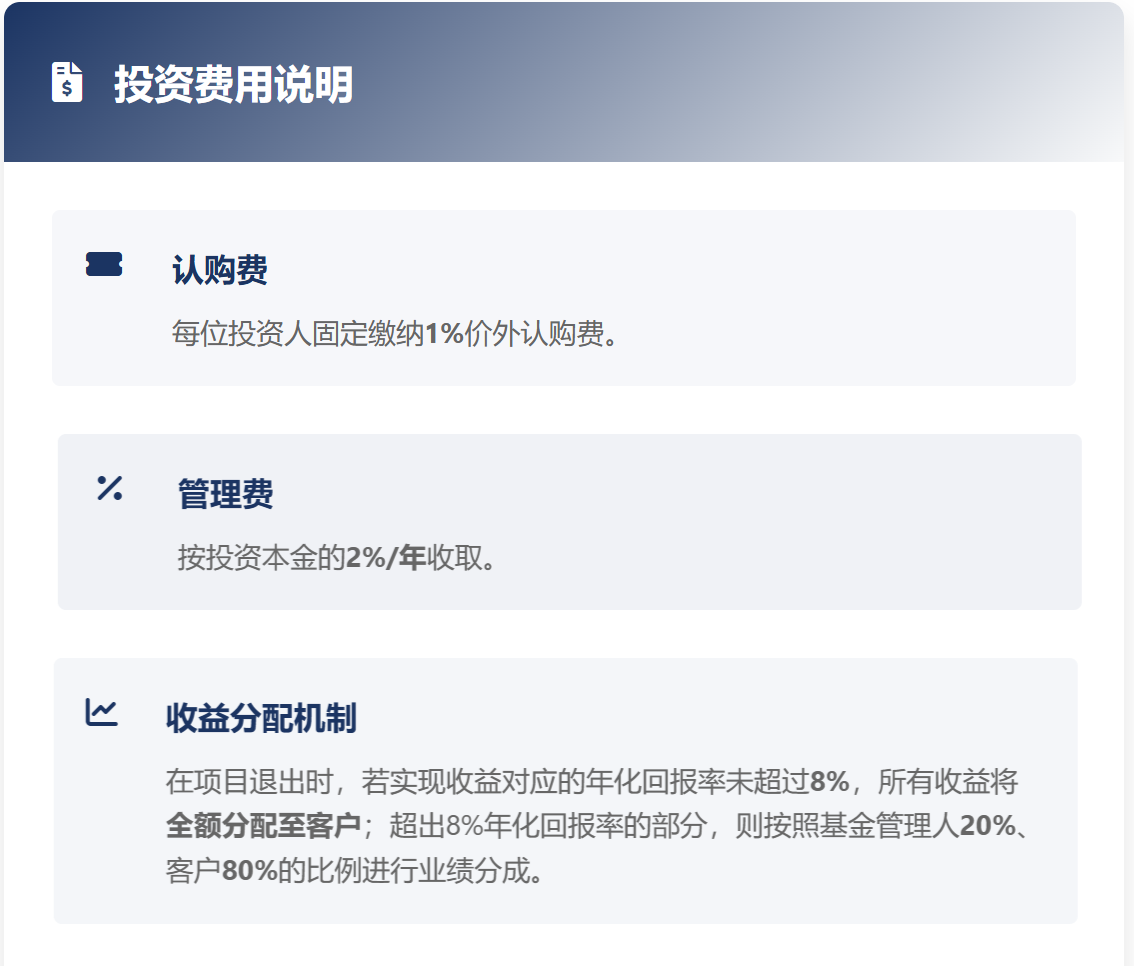 投资费用说明
认购费
每位投资人固定缴纳1%价外认购费。
管理费
按投资本金的2%/年收取。
收益分配机制
在项目退出时，若实现收益对应的年化回报率未超过8%，所有收益将
全额分配至客户；超出8%年化回报率的部分，则按照基金管理人20%、
客户80%的比例进行业绩分成。